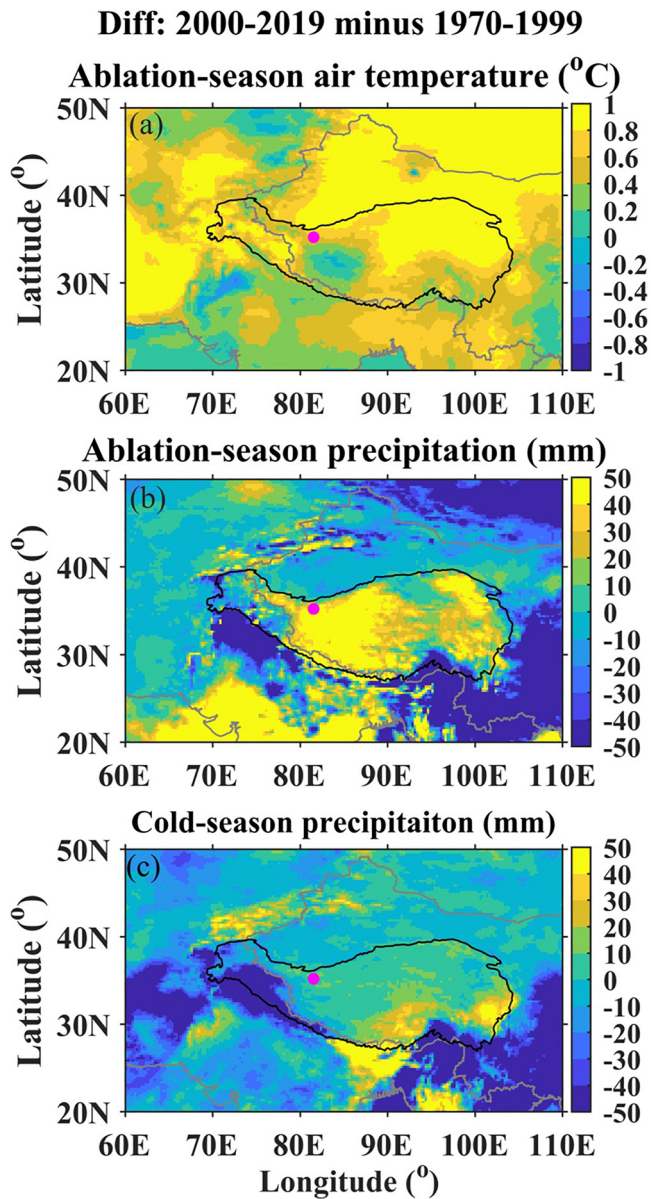 Diff: 2000-2019 minus 1970-1999
Ablation-season air temperature (°C)
(a)
50N
40N
30N
20N
Latitude (°)
60E 70E 80E 90E 100E 110E
1
0.8
0.6
0.4
0.2
0
-0.2
-0.4
-0.6
-0.8
-1
Ablation-season precipitation (mm)
(b)
50N
40N
30N
20N
Latitude (°)
60E 70E 80E 90E 100E 110E
50
40
30
20
10
0
-10
-20
-30
-40
-50
Cold-season precipitaiton (mm)
(c)
50N
40N
30N
20N
Latitude (°)
60E 70E 80E 90E 100E 110E
Longitude (°)
50
40
30
20
10
0
-10
-20
-30
-40
-50